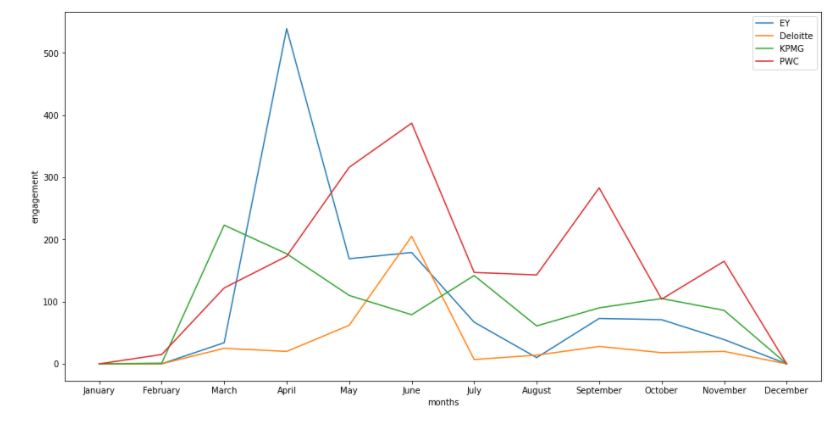 EY
Deloitte
KPMG
PWC
500
400
300
200
100
0
engagement
January February March April May June July August September October November December
months